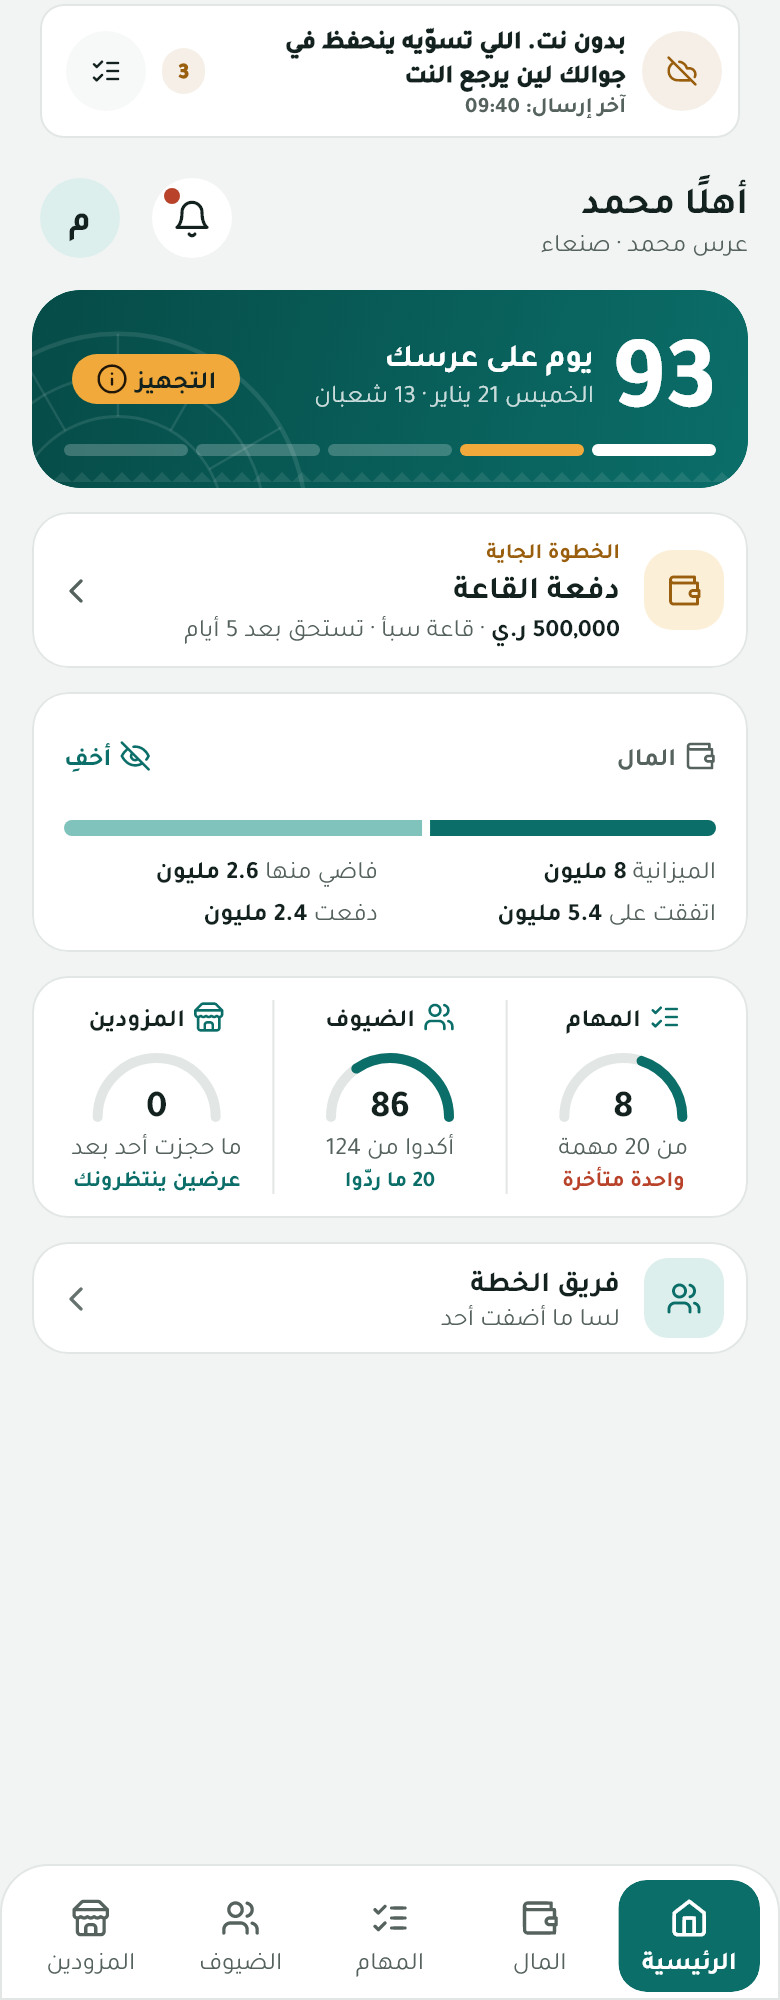 بدون نت. اللي تسوّيه ينحفظ في
جوالك لين يرجع النت
آخر إرسال: 09:40
3
أهلًا محمد
عرس محمد · صنعاء
م
93
يوم على عرسك
الخميس 21 يناير · 13 شعبان
التجهيز
الخطوة الجاية
دفعة القاعة
500,000 ر.ي · قاعة سبأ · تستحق بعد 5 أيام
المال
أخفِ
الميزانية 8 مليون
فاضي منها 2.6 مليون
اتفقت على 5.4 مليون
دفعت 2.4 مليون
المهام
8
من 20 مهمة
واحدة متأخرة
الضيوف
86
أكدوا من 124
20 ما ردّوا
المزودين
0
ما حجزت أحد بعد
عرضين ينتظرونك
فريق الخطة
لسا ما أضفت أحد
الرئيسية
المال
المهام
الضيوف
المزودين